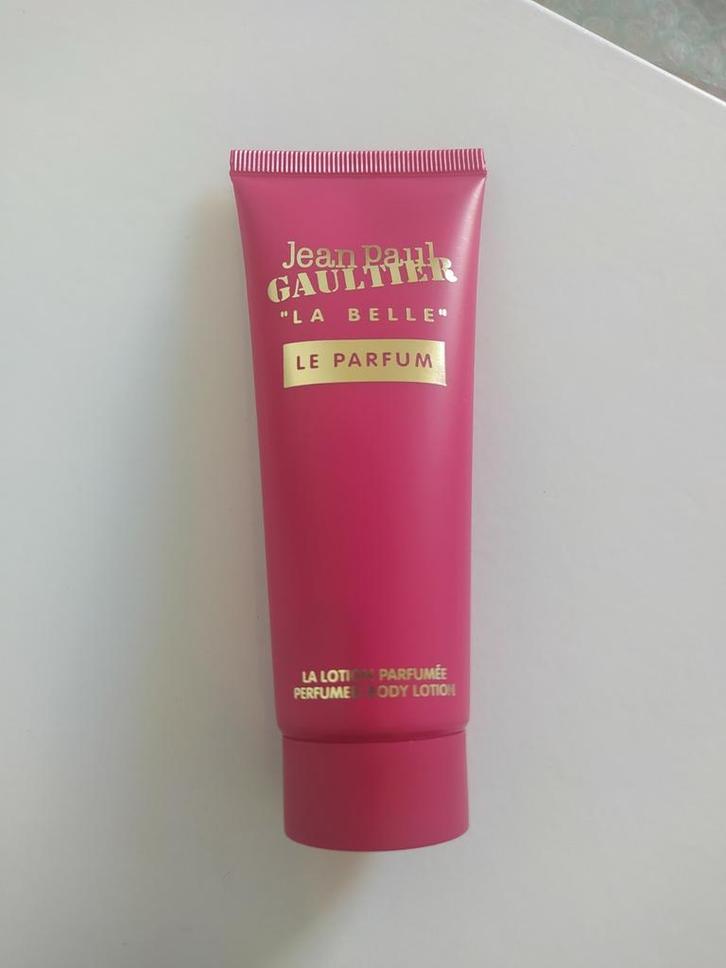 Jean Paul
GAULTIER
"LA BELLE"
LE PARFUM
LA LOTION PARFUMÉE
PERFUMED BODY LOTION